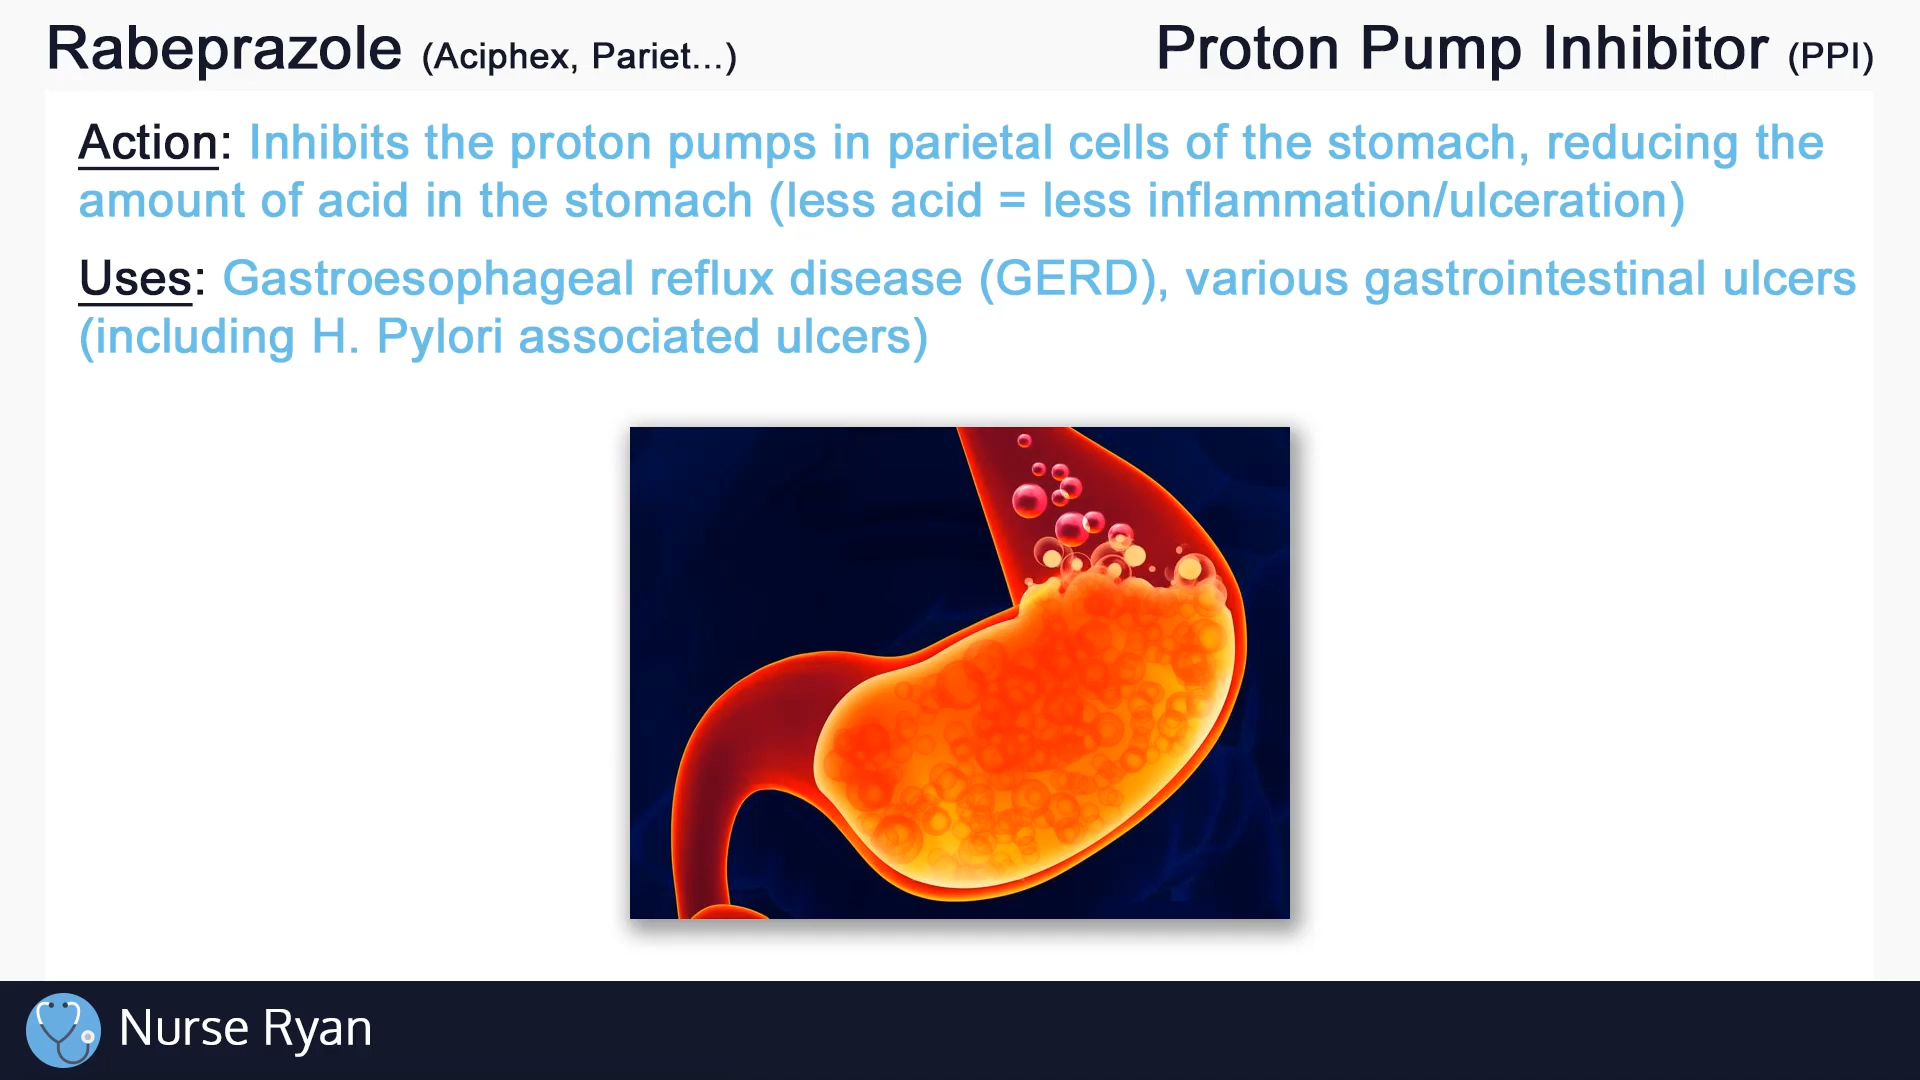 Rabeprazole (Aciphex, Pariet...)
Proton Pump Inhibitor (PPI)
Action: Inhibits the proton pumps in parietal cells of the stomach, reducing the
amount of acid in the stomach (less acid = less inflammation/ulceration)
Uses: Gastroesophageal reflux disease (GERD), various gastrointestinal ulcers
(including H. Pylori associated ulcers)
Nurse Ryan